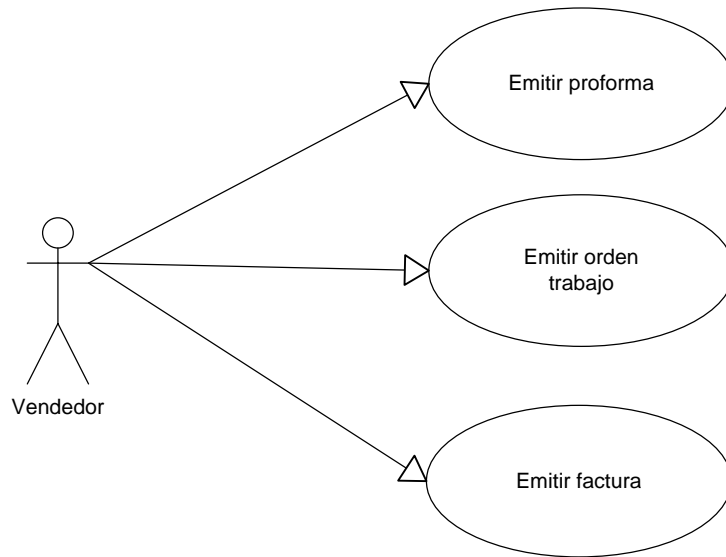 Emitir proforma
Emitir orden
trabajo
Vendedor
Emitir factura